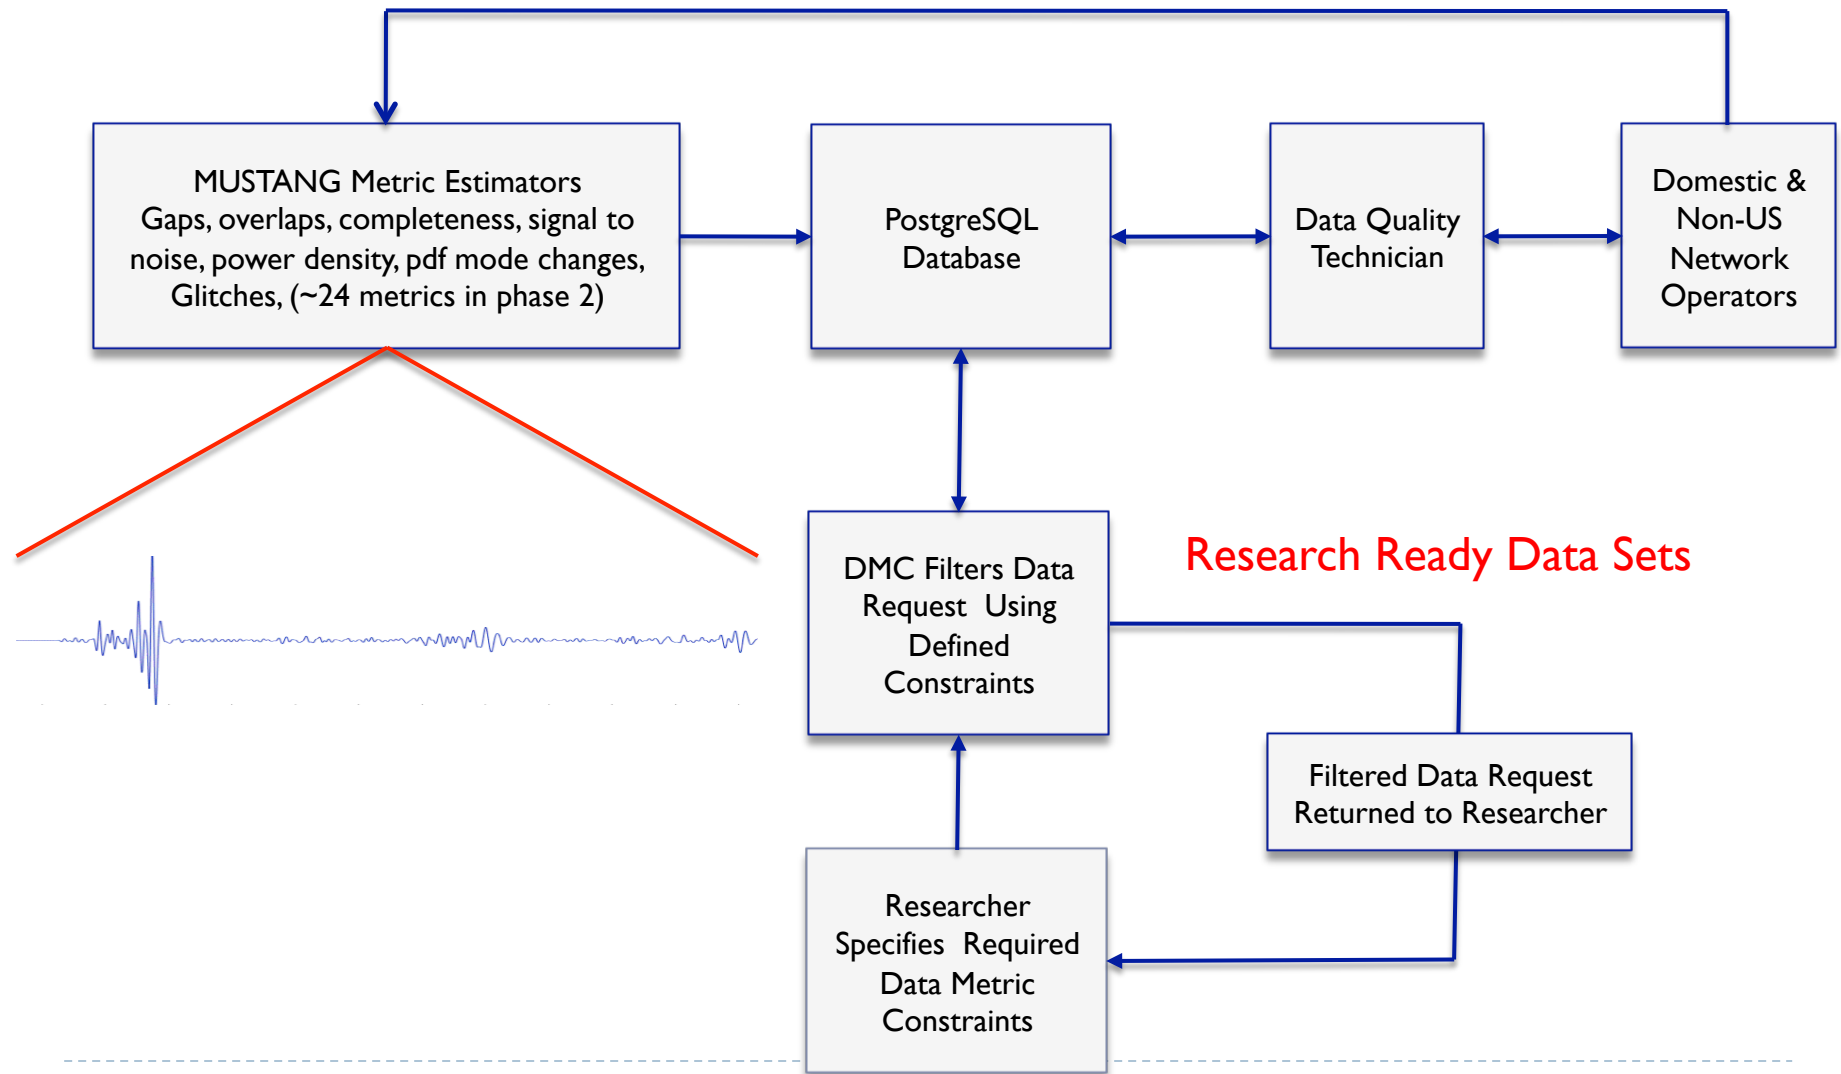 MUSTANG Metric Estimators
Gaps, overlaps, completeness, signal to
noise, power density, pdf mode changes,
Glitches, (~24 metrics in phase 2)
PostgreSQL
Database
Data Quality
Technician
Domestic &
Non-US
Network
Operators
DMC Filters Data
Request Using
Defined
Constraints
Research Ready Data Sets
Filtered Data Request
Returned to Researcher
Researcher
Specifies Required
Data Metric
Constraints